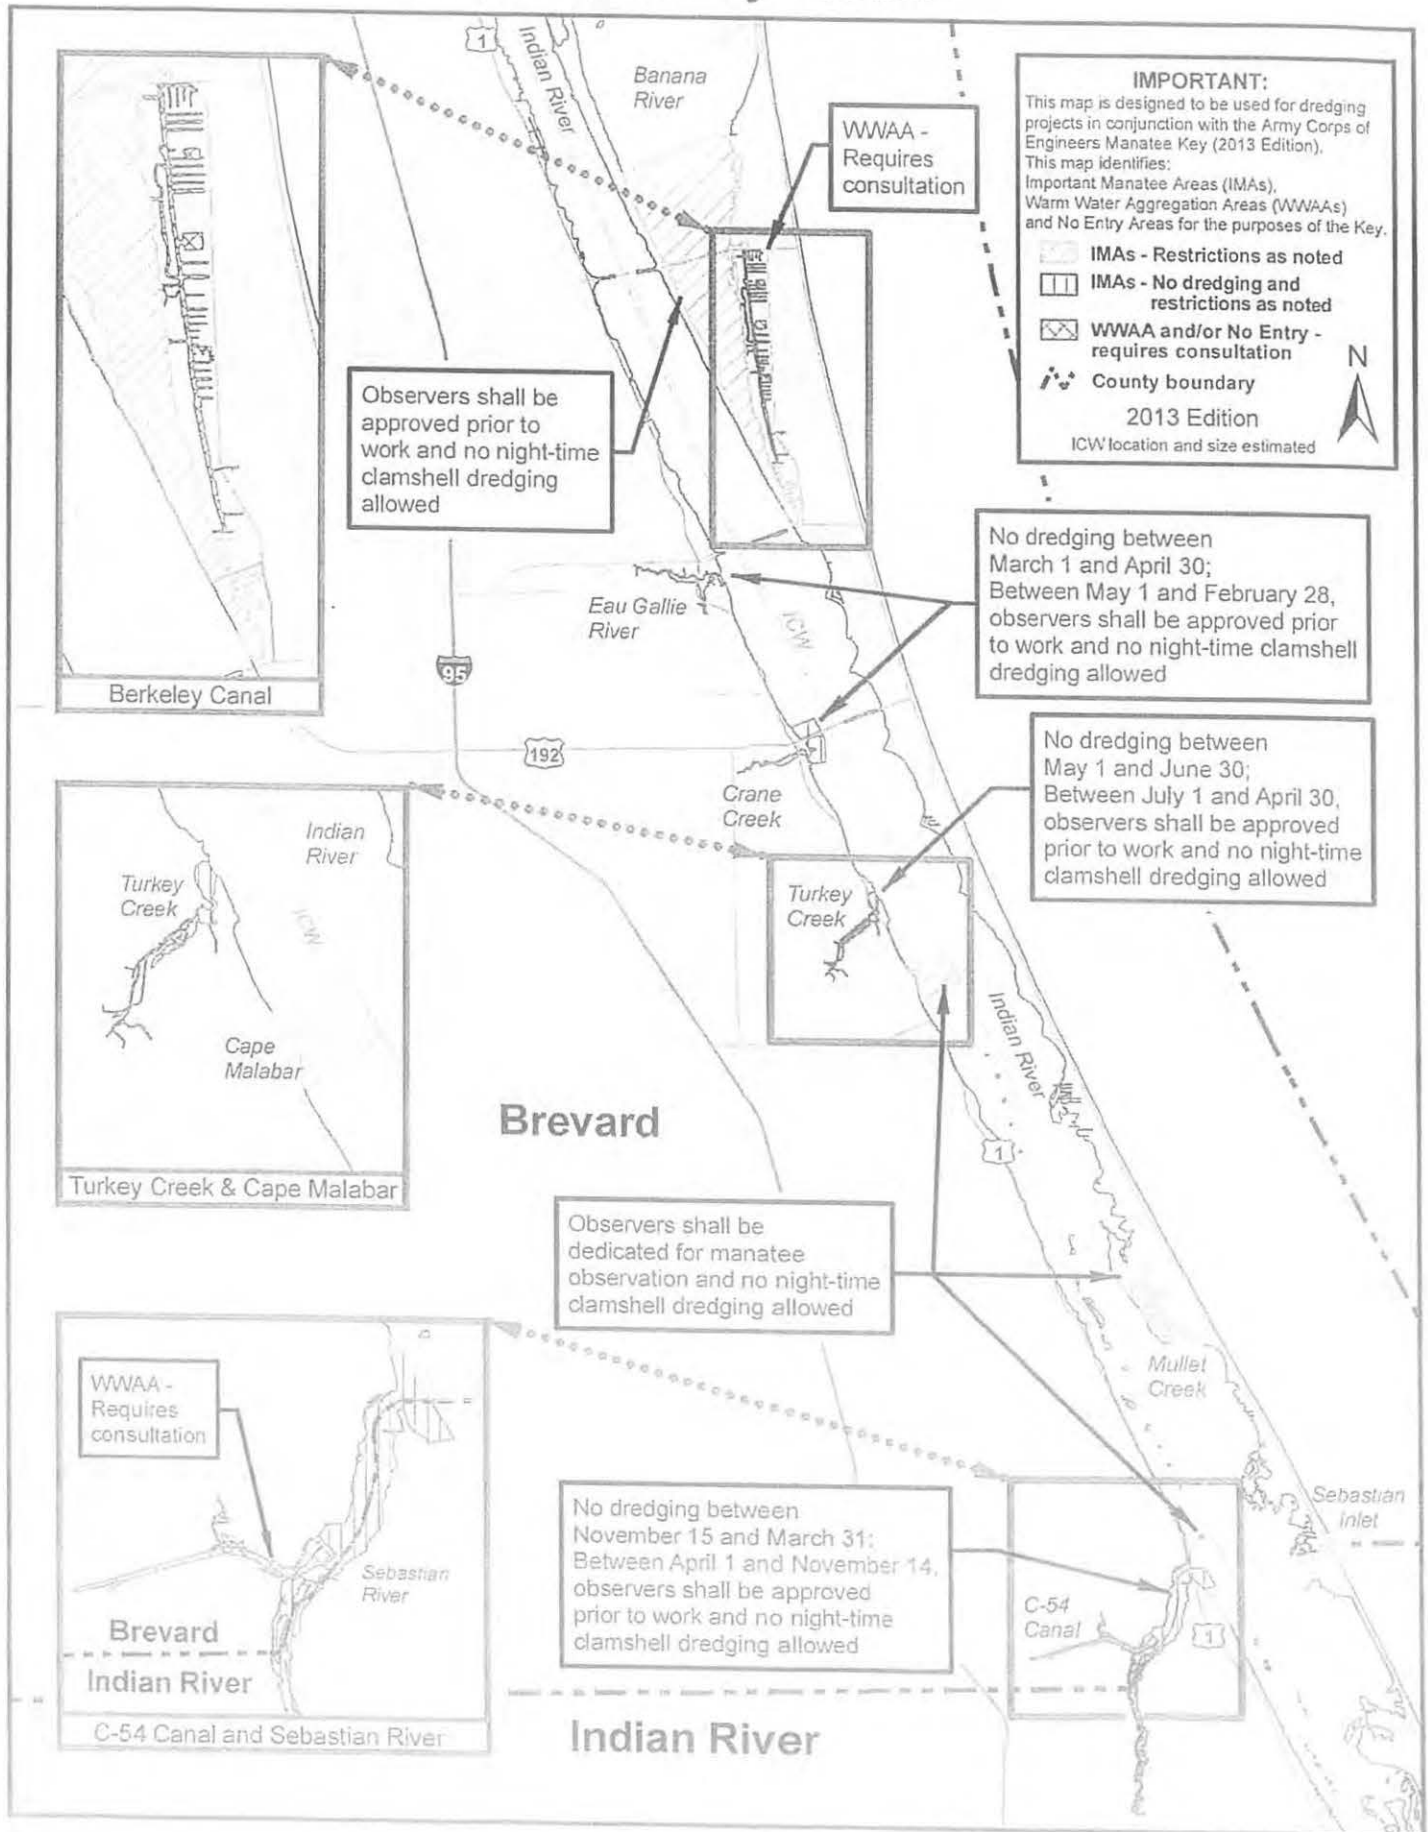 1
Indian River
Banana
River
WWAA -
Requires
consultation
IMPORTANT:
This map is designed to be used for dredging
projects in conjunction with the Army Corps of
Engineers Manatee Key (2013 Edition).
This map identifies:
Important Manatee Areas (IMAs),
Warm Water Aggregation Areas (WWAAs)
and No Entry Areas for the purposes of the Key.
IMAs - Restrictions as noted
IMAs - No dredging and
restrictions as noted
WWAA and/or No Entry -
requires consultation
County boundary
N
2013 Edition
ICW location and size estimated
Observers shall be
approved prior to
work and no night-time
clamshell dredging
allowed
Berkeley Canal
Eau Gallie
River
ICW
95
No dredging between
March 1 and April 30;
Between May 1 and February 28,
observers shall be approved prior
to work and no night-time clamshell
dredging allowed
192
Crane
Creek
No dredging between
May 1 and June 30;
Between July 1 and April 30,
observers shall be approved
prior to work and no night-time
clamshell dredging allowed
Indian
River
Turkey
Creek
ICW
Cape
Malabar
Turkey Creek & Cape Malabar
Turkey
Creek
Indian River
Brevard
1
Observers shall be
dedicated for manatee
observation and no night-time
clamshell dredging allowed
Mullet
Creek
WWAA -
Requires
consultation
Sebastian
River
Brevard
Indian River
C-54 Canal and Sebastian River
No dredging between
November 15 and March 31;
Between April 1 and November 14,
observers shall be approved
prior to work and no night-time
clamshell dredging allowed
Sebastian
Inlet
C-54
Canal
1
Indian River